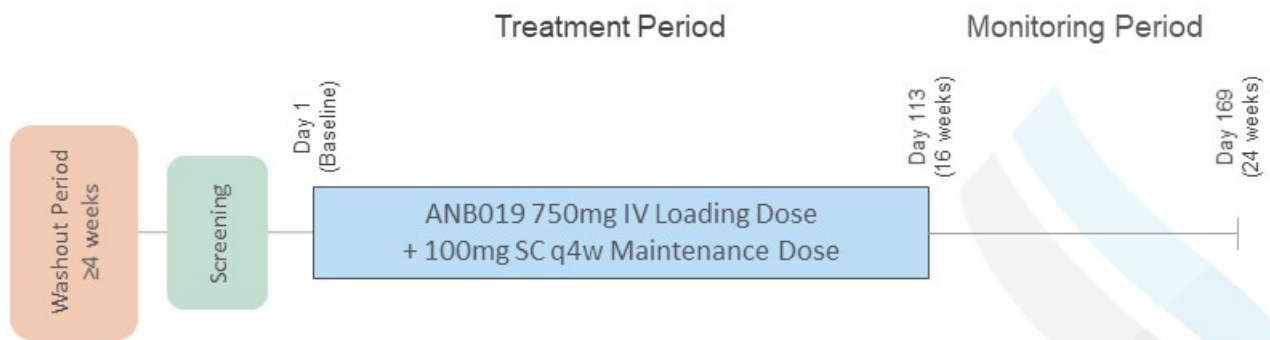 Treatment Period
Monitoring Period
Washout Period
≥4 weeks
Screening
Day 1
(Baseline)
ANB019 750mg IV Loading Dose
+ 100mg SC q4w Maintenance Dose
Day 113
(16 weeks)
Day 169
(24 weeks)